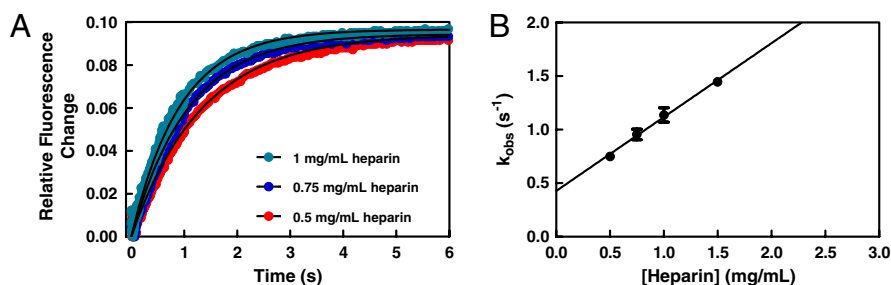 A
Relative Fluorescence
Change
0.10
0.08
0.06
0.04
0.02
0.00
1 mg/mL heparin
0.75 mg/mL heparin
0.5 mg/mL heparin
0 1 2 3 4 5 6
Time (s)
B
kobs (s-1)
2.0
1.5
1.0
0.5
0.0
0.0 0.5 1.0 1.5 2.0 2.5 3.0
[Heparin] (mg/mL)